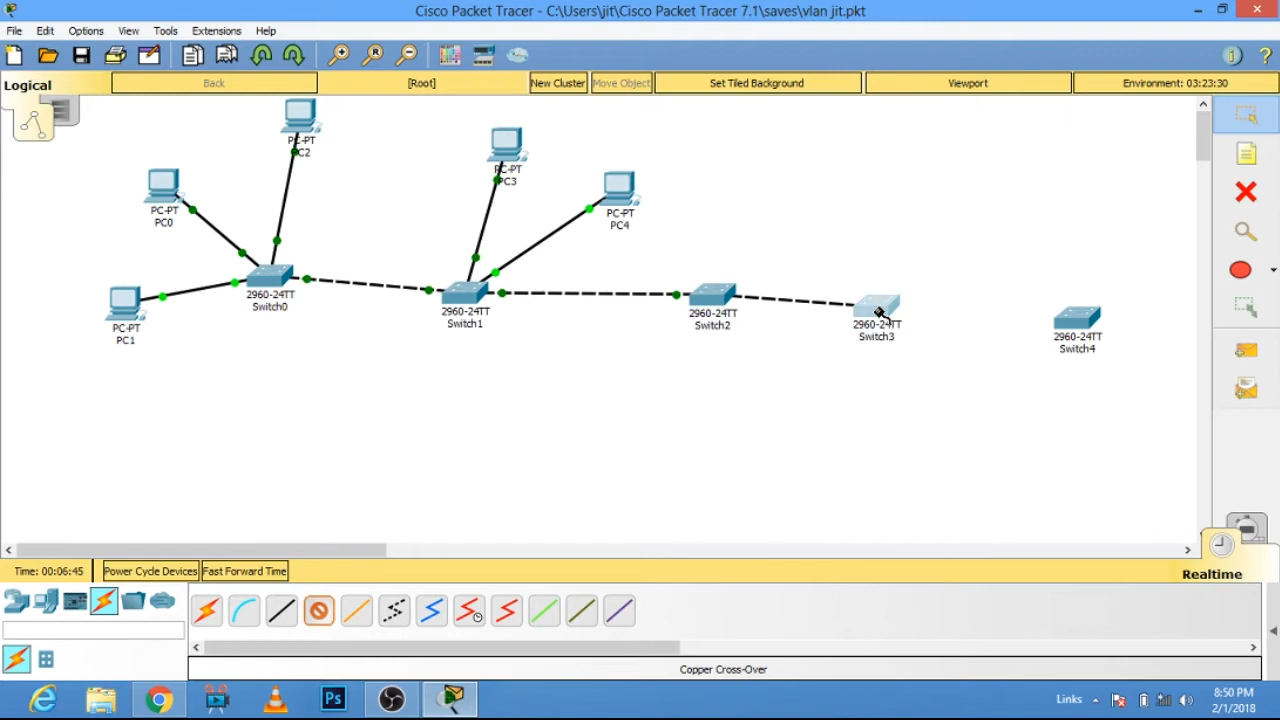 Cisco Packet Tracer - C:\Users\jit\Cisco Packet Tracer 7.1\saves\vlan jit.pkt
File Edit Options View Tools Extensions Help
Logical Back [Root] New Cluster Move Object Set Tiled Background Viewport Environment: 03:23:30
PC-PT
PC2
PC-PT
PC3
PC-PT
PC0
PC-PT
PC4
2960-24TT
Switch0
2960-24TT
Switch1
2960-24TT
Switch2
2960-24TT
Switch3
2960-24TT
Switch4
PC-PT
PC1
Time: 00:06:45 Power Cycle Devices Fast Forward Time
Realtime
Copper Cross-Over
Ps
Links
8:50 PM
2/1/2018